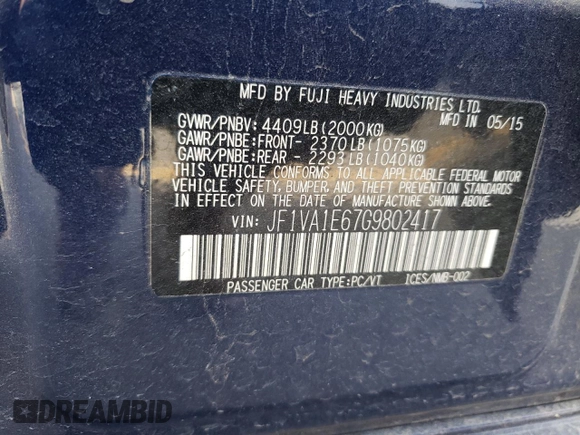 MFD BY FUJI HEAVY INDUSTRIES LTD.
MFD IN 05/15
GVWR/PNBV: 4409LB(2000KG)
GAWR/PNBE:FRONT- 2370LB(1075KG)
GAWR/PNBE:REAR - 2293LB(1040KG)
THIS VEHICLE CONFORMS TO ALL APPLICABLE FEDERAL MOTOR
VEHICLE SAFETY, BUMPER, AND THEFT PREVENTION STANDARDS
IN EFFECT ON THE DATE OF MANUFACTURE SHOWN ABOVE.
VIN: JF1VA1E67G9802417
PASSENGER CAR TYPE:PC/VT ICES/NMB-002
DREAMBID